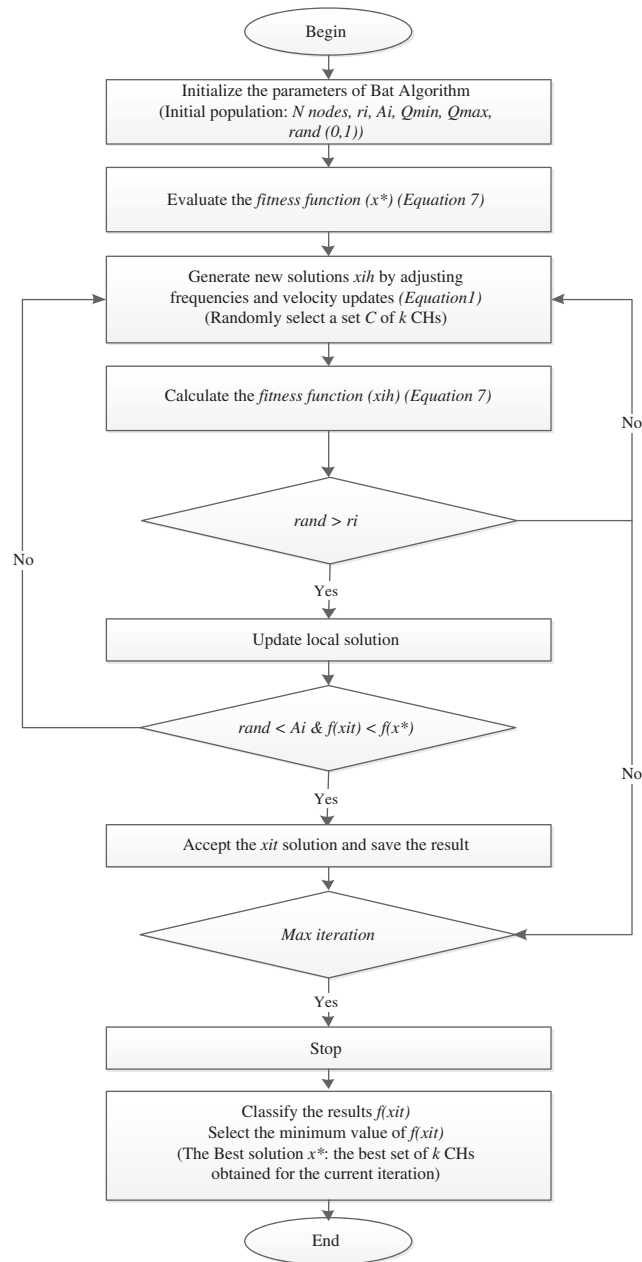 Begin
Initialize the parameters of Bat Algorithm
(Initial population: N nodes, ri, Ai, Qmin, Qmax,
rand (0,1))
Evaluate the fitness function (x*) (Equation 7)
Generate new solutions xih by adjusting
frequencies and velocity updates (Equation1)
(Randomly select a set C of k CHs)
Calculate the fitness function (xih) (Equation 7)
No
rand > ri
No
Yes
Update local solution
rand < Ai & f(xit) < f(x*)
No
Yes
Accept the xit solution and save the result
Max iteration
Yes
Stop
Classify the results f(xit)
Select the minimum value of f(xit)
(The Best solution x*: the best set of k CHs
obtained for the current iteration)
End